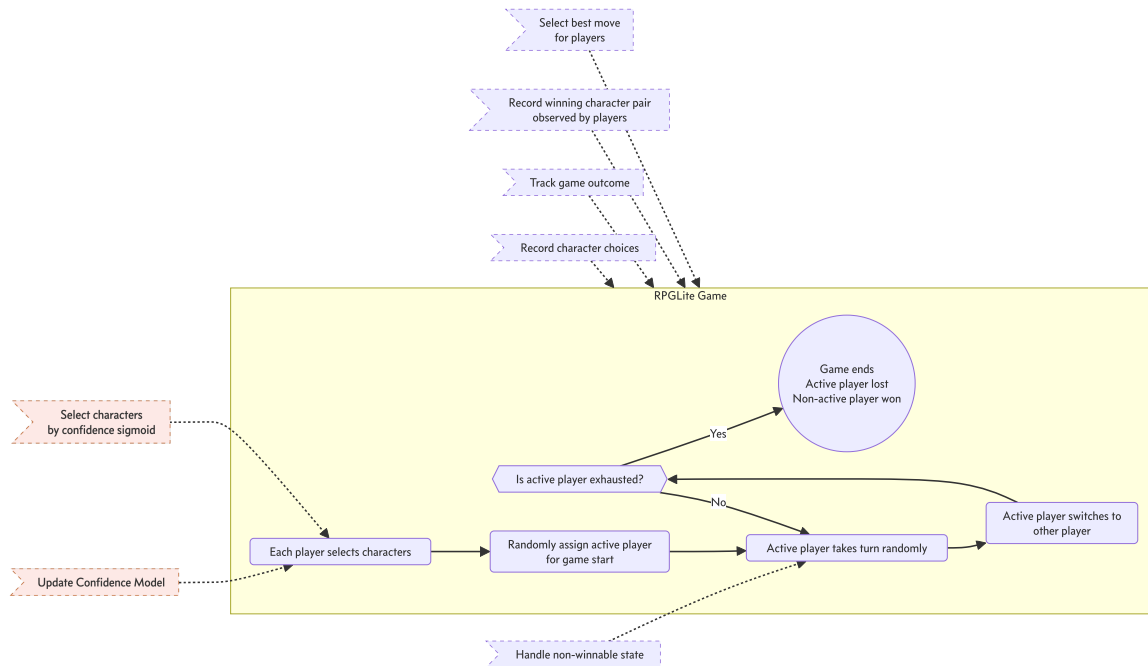 Select best move
for players
Record winning character pair
observed by players
Track game outcome
Record character choices
RPGLite Game
Game ends
Active player lost
Non-active player won
Select characters
by confidence sigmoid
Yes
Is active player exhausted?
No
Active player switches to
other player
Each player selects characters
Randomly assign active player
for game start
Active player takes turn randomly
Update Confidence Model
Handle non-winnable state